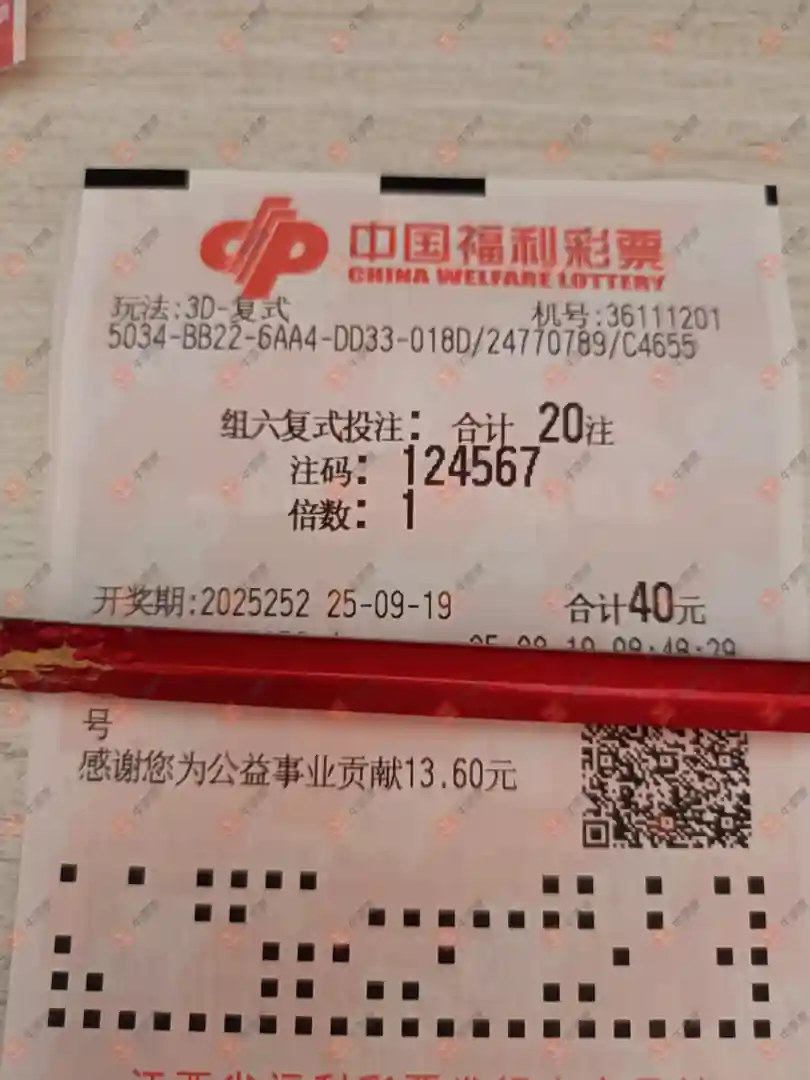 中国福利彩票
CHINA WELFARE LOTTERY
玩法:3D-复式 机号:36111201
5034-BB22-6AA4-DD33-018D/24770789/C4655
组六复式投注: 合计 20注
注码: 124567
倍数: 1
开奖期:2025252 25-09-19 合计40元
号
感谢您为公益事业贡献13.60元